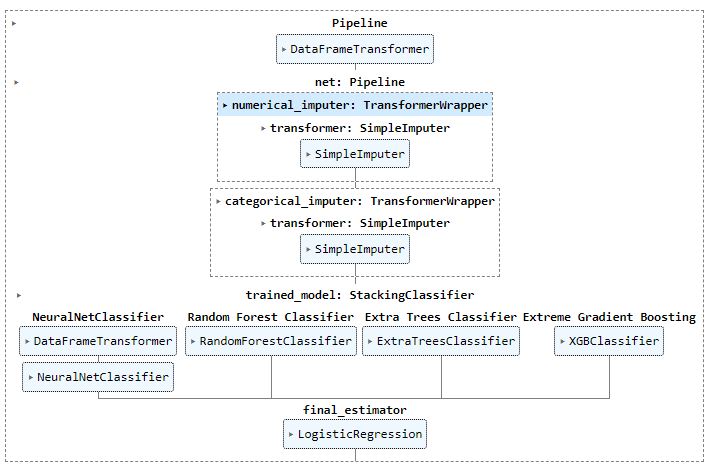 Pipeline
DataFrameTransformer
net: Pipeline
numerical_imputer: TransformerWrapper
transformer: SimpleImputer
SimpleImputer
categorical_imputer: TransformerWrapper
transformer: SimpleImputer
SimpleImputer
trained_model: StackingClassifier
NeuralNetClassifier
Random Forest Classifier
Extra Trees Classifier
Extreme Gradient Boosting
DataFrameTransformer
RandomForestClassifier
ExtraTreesClassifier
XGBClassifier
NeuralNetClassifier
final_estimator
LogisticRegression